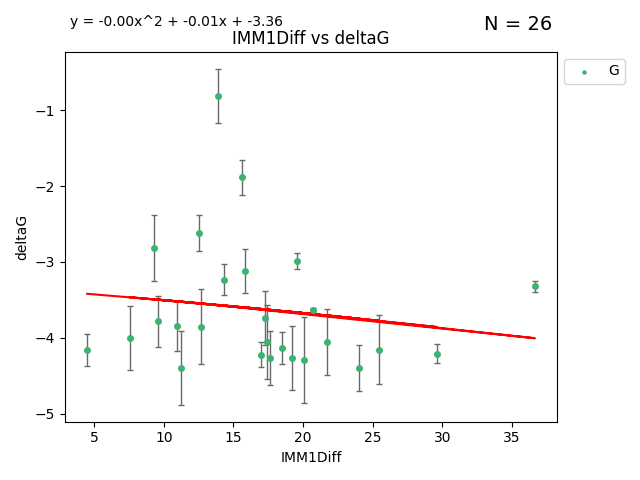 y = -0.00x^2 + -0.01x + -3.36
N = 26
IMM1Diff vs deltaG
G
deltaG
−1
−2
−3
−4
−5
5 10 15 20 25 30 35
IMM1Diff